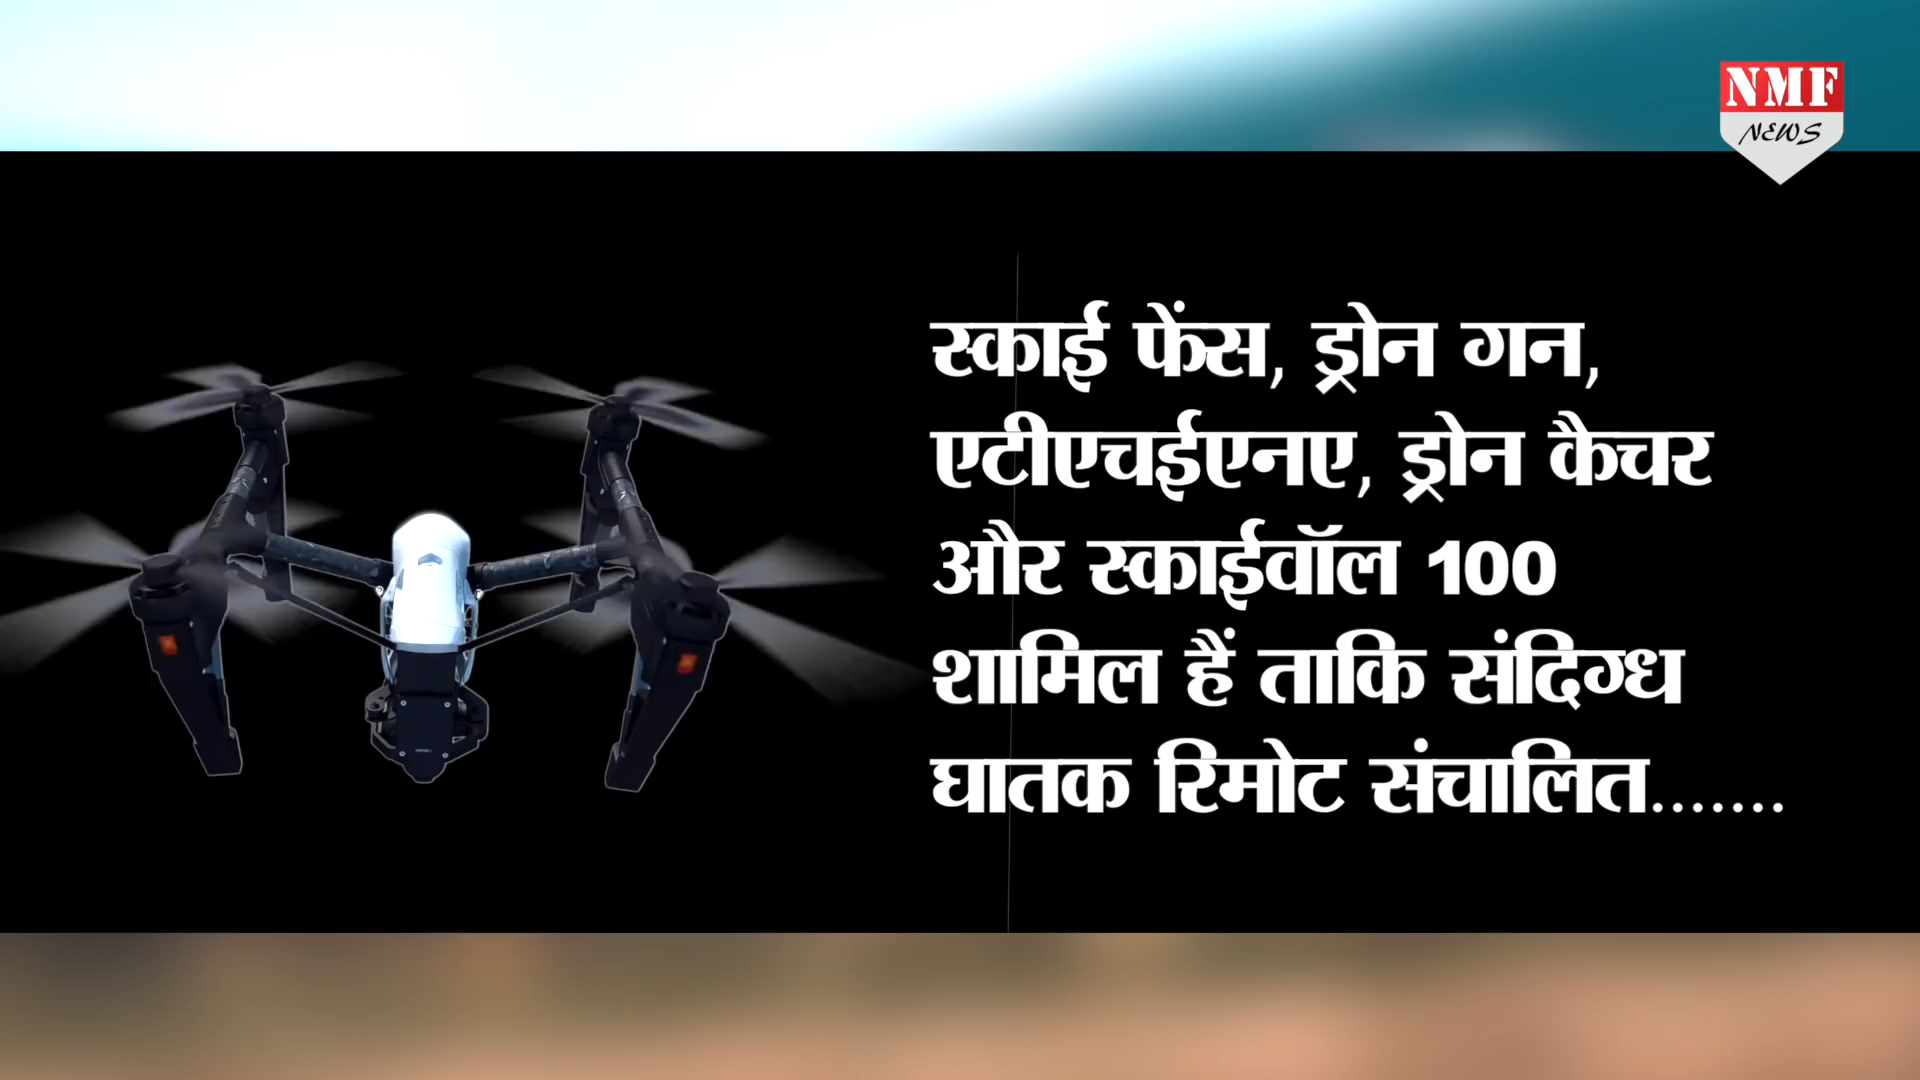 NMF
NEWS
स्काई फेंस, ड्रोन गन,
एटीएचईएनए, ड्रोन कैचर
और स्काईवॉल 100
शामिल हैं ताकि संदिग्ध
घातक रिमोट संचालित.......